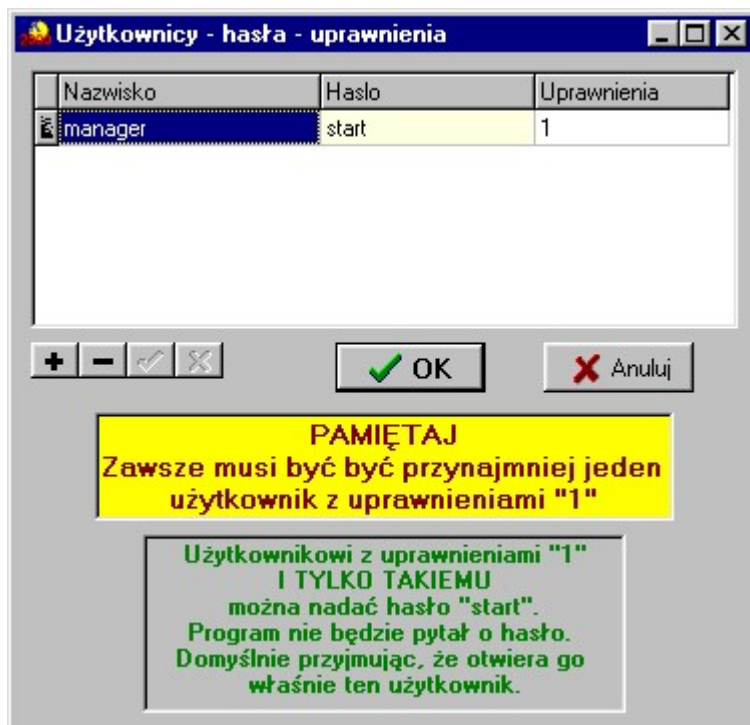 Użytkownicy - hasła - uprawnienia
Nazwisko Haslo Uprawnienia
manager start 1
OK Anuluj
PAMIĘTAJ
Zawsze musi być być przynajmniej jeden
użytkownik z uprawnieniami "1"
Użytkownikowi z uprawnieniami "1"
I TYLKO TAKIEMU
można nadać hasło "start".
Program nie będzie pytał o hasło.
Domyślnie przyjmując, że otwiera go
właśnie ten użytkownik.